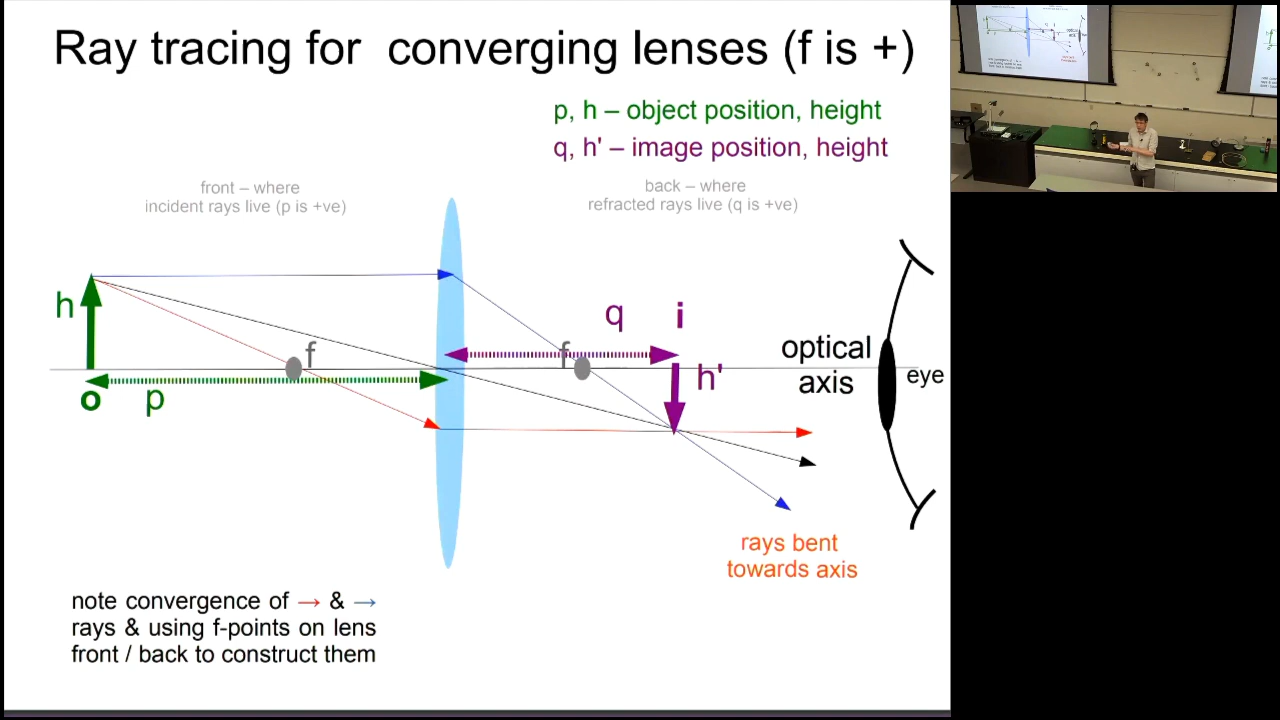 Ray tracing for converging lenses (f is +)
p, h – object position, height
q, h' – image position, height
front – where
incident rays live (p is +ve)
back – where
refracted rays live (q is +ve)
h
f
q
i
f
h'
optical
axis
eye
o
p
rays bent
towards axis
note convergence of → & →
rays & using f-points on lens
front / back to construct them